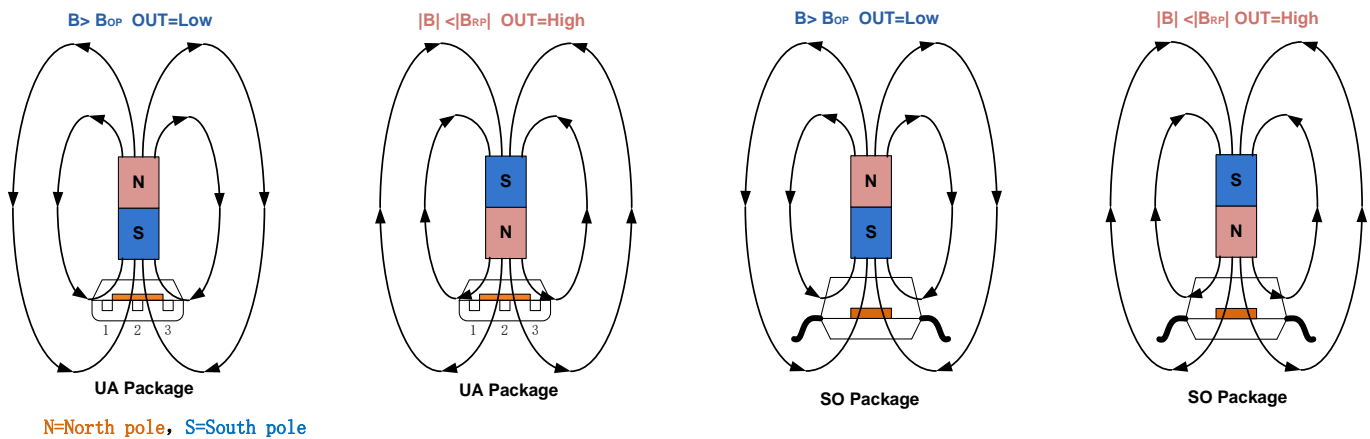 B> BOP OUT=Low
|B| <|BRP| OUT=High
B> BOP OUT=Low
|B| <|BRP| OUT=High
N
S
S
N
N
S
S
N
1 2 3
1 2 3
UA Package
UA Package
SO Package
SO Package
N=North pole, S=South pole